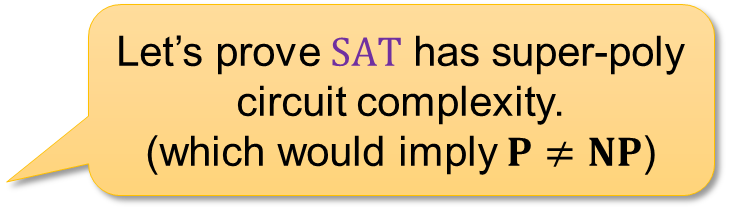 Let's prove SAT has super-poly
circuit complexity.
(which would imply P ≠ NP)